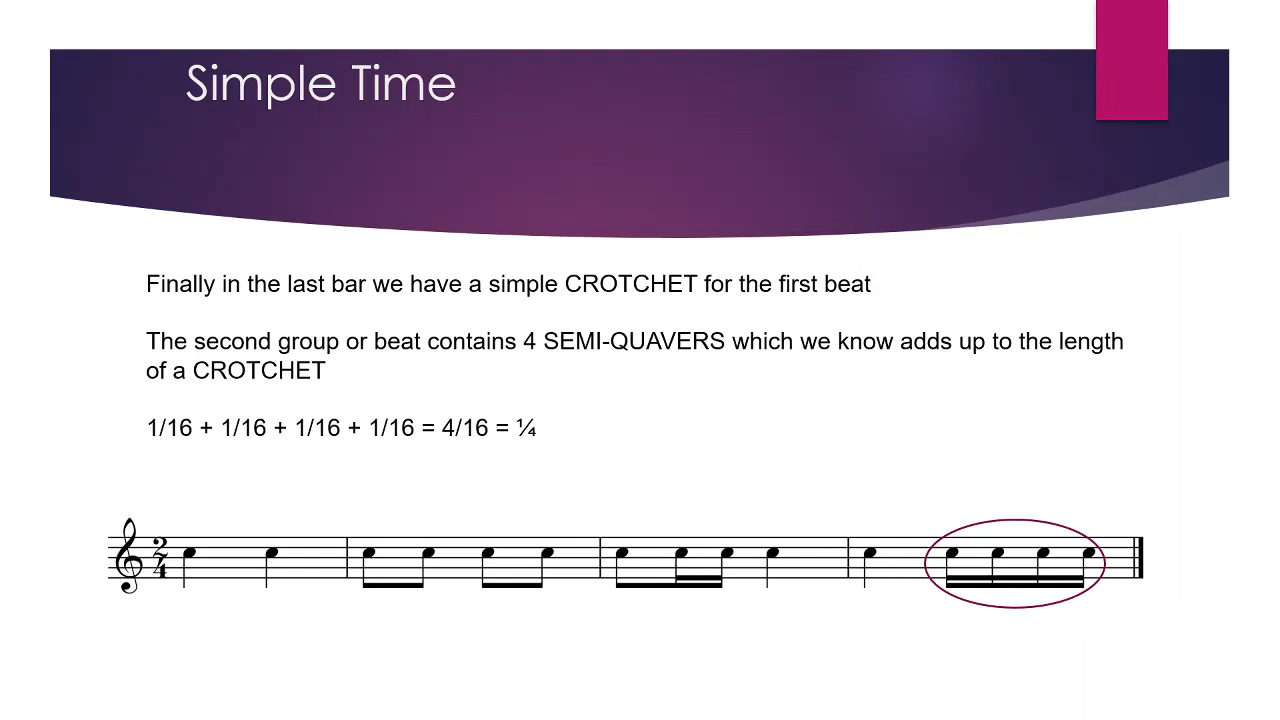 Simple Time
Finally in the last bar we have a simple CROTCHET for the first beat
The second group or beat contains 4 SEMI-QUAVERS which we know adds up to the length
of a CROTCHET
1/16 + 1/16 + 1/16 + 1/16 = 4/16 = ¼
2
4